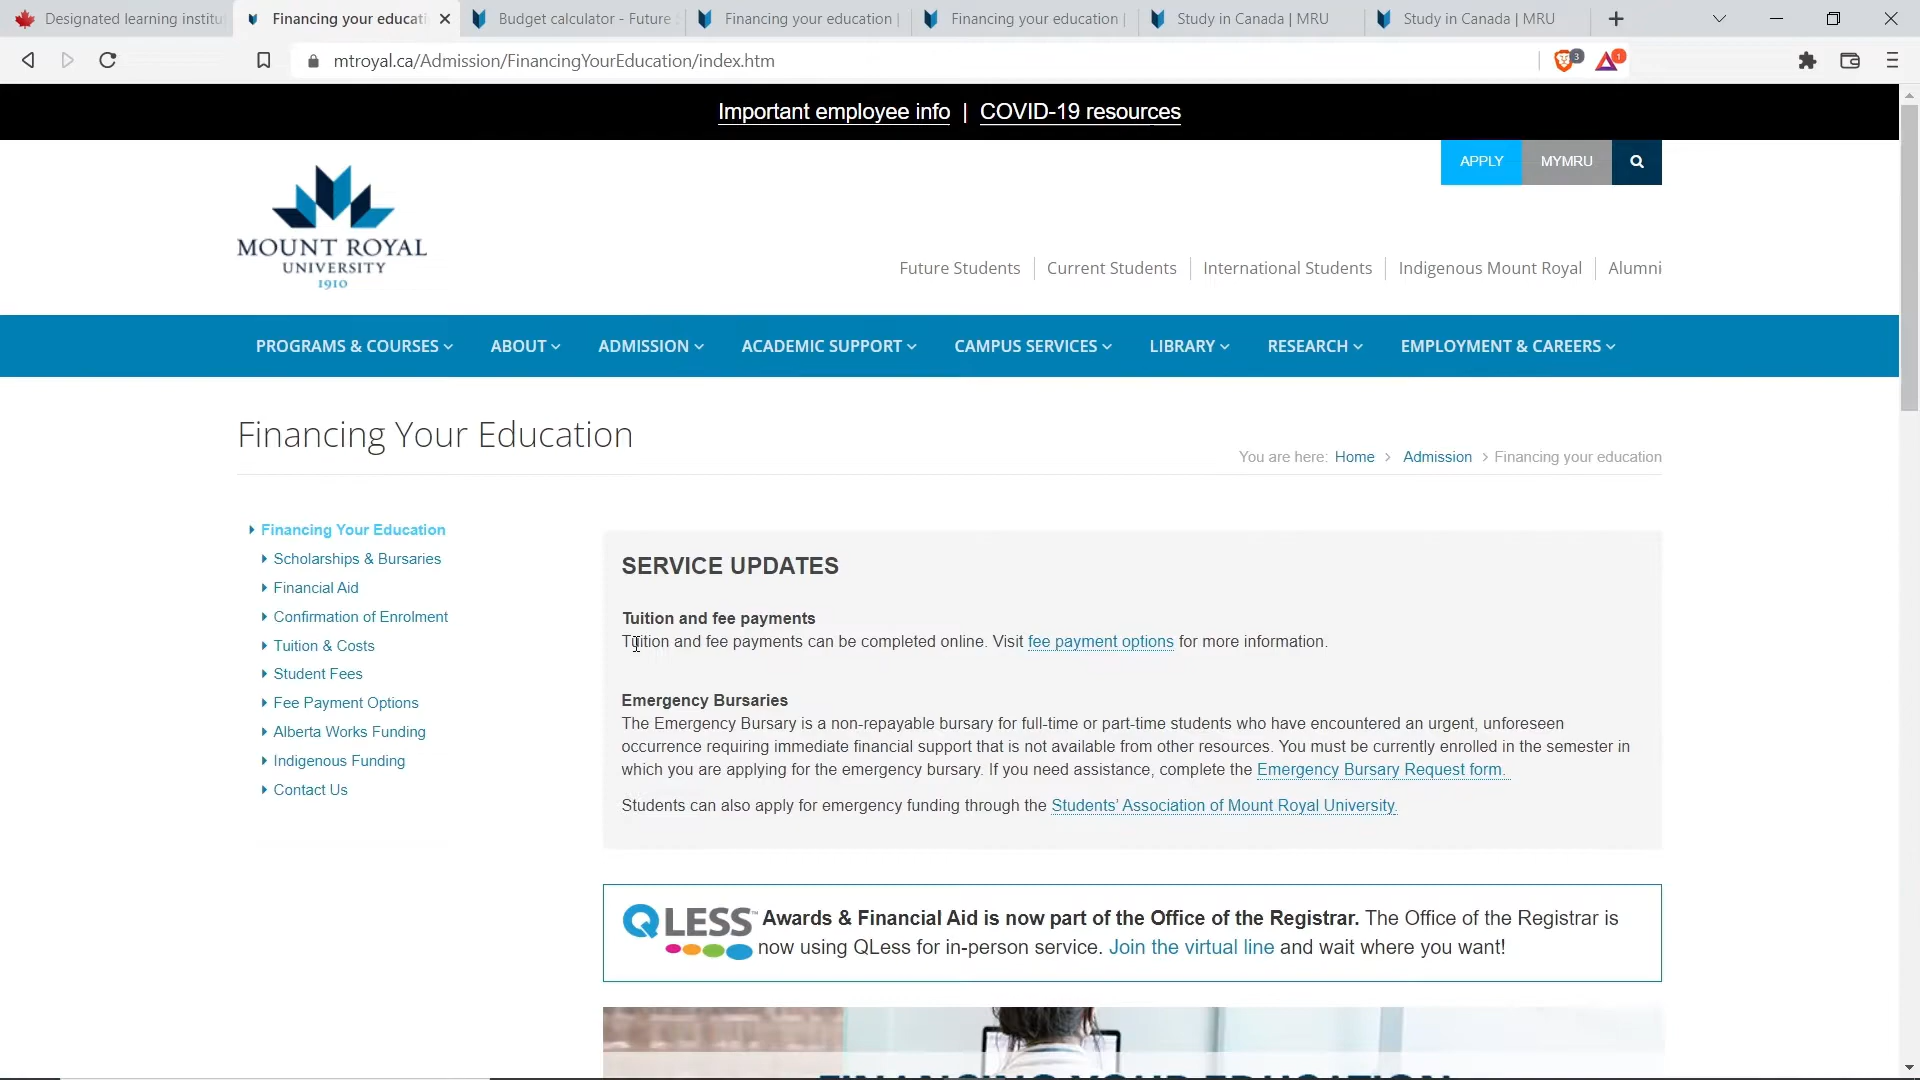 Designated learning institu
Financing your educati
Budget calculator - Future
Financing your education |
Financing your education |
Study in Canada | MRU
Study in Canada | MRU
mtroyal.ca/Admission/FinancingYourEducation/index.htm
3
1
Important employee info | COVID-19 resources
APPLY
MYMRU
MOUNT ROYAL
UNIVERSITY
1910
Future Students
Current Students
International Students
Indigenous Mount Royal
Alumni
PROGRAMS & COURSES
ABOUT
ADMISSION
ACADEMIC SUPPORT
CAMPUS SERVICES
LIBRARY
RESEARCH
EMPLOYMENT & CAREERS
Financing Your Education
You are here: Home > Admission > Financing your education
Financing Your Education
Scholarships & Bursaries
Financial Aid
Confirmation of Enrolment
Tuition & Costs
Student Fees
Fee Payment Options
Alberta Works Funding
Indigenous Funding
Contact Us
SERVICE UPDATES
Tuition and fee payments
Tuition and fee payments can be completed online. Visit fee payment options for more information.
Emergency Bursaries
The Emergency Bursary is a non-repayable bursary for full-time or part-time students who have encountered an urgent, unforeseen
occurrence requiring immediate financial support that is not available from other resources. You must be currently enrolled in the semester in
which you are applying for the emergency bursary. If you need assistance, complete the Emergency Bursary Request form.
Students can also apply for emergency funding through the Students' Association of Mount Royal University.
QLESS™ Awards & Financial Aid is now part of the Office of the Registrar. The Office of the Registrar is
now using QLess for in-person service. Join the virtual line and wait where you want!
FINANCING YOUR EDUCATION